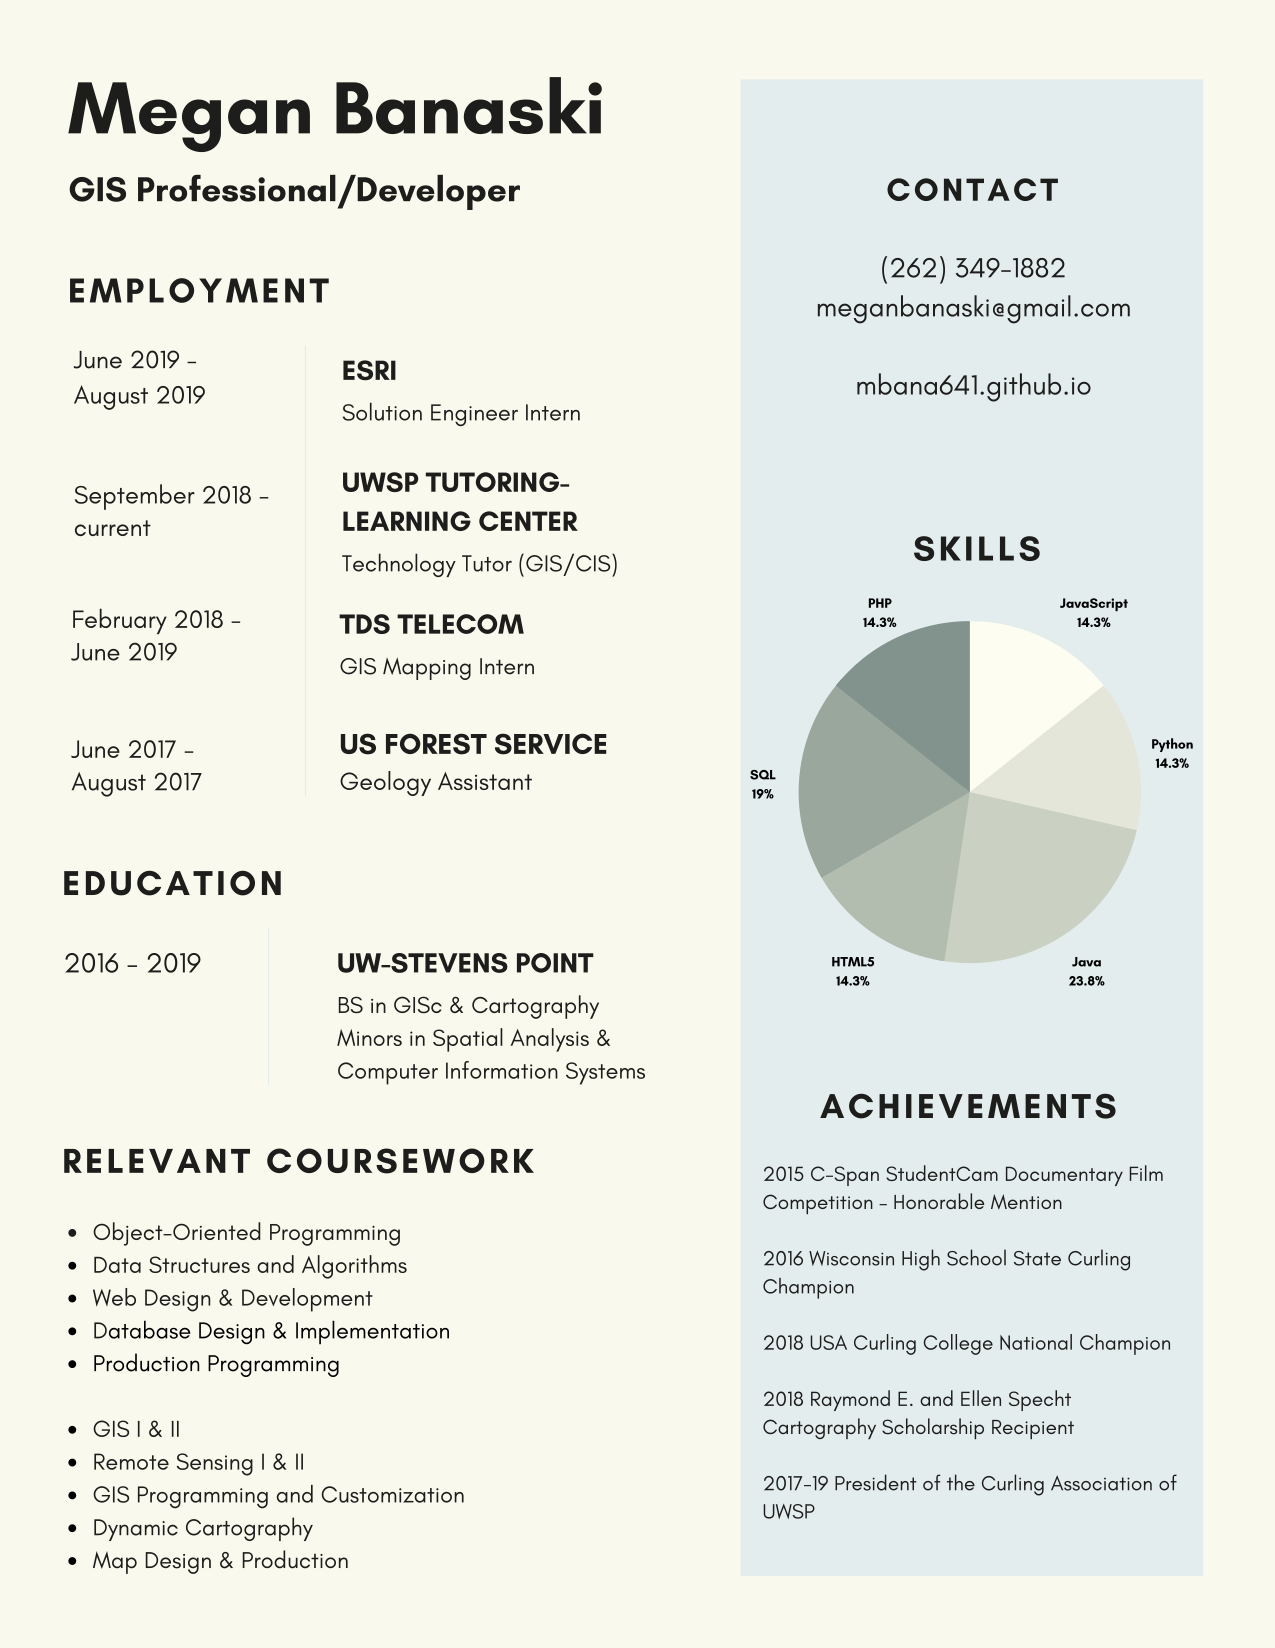 Megan Banaski
GIS Professional/Developer
EMPLOYMENT
June 2019 -
August 2019
ESRI
Solution Engineer Intern
September 2018 -
current
UWSP TUTORING-
LEARNING CENTER
Technology Tutor (GIS/CIS)
February 2018 -
June 2019
TDS TELECOM
GIS Mapping Intern
June 2017 -
August 2017
US FOREST SERVICE
Geology Assistant
EDUCATION
2016 - 2019
UW-STEVENS POINT
BS in GISc & Cartography
Minors in Spatial Analysis &
Computer Information Systems
RELEVANT COURSEWORK
• Object-Oriented Programming
• Data Structures and Algorithms
• Web Design & Development
• Database Design & Implementation
• Production Programming
• GIS I & II
• Remote Sensing I & II
• GIS Programming and Customization
• Dynamic Cartography
• Map Design & Production
CONTACT
(262) 349-1882
meganbanaski@gmail.com
mbana641.github.io
SKILLS
PHP
14.3%
JavaScript
14.3%
Python
14.3%
SQL
19%
HTML5
14.3%
Java
23.8%
ACHIEVEMENTS
2015 C-Span StudentCam Documentary Film
Competition - Honorable Mention
2016 Wisconsin High School State Curling
Champion
2018 USA Curling College National Champion
2018 Raymond E. and Ellen Specht
Cartography Scholarship Recipient
2017-19 President of the Curling Association of
UWSP